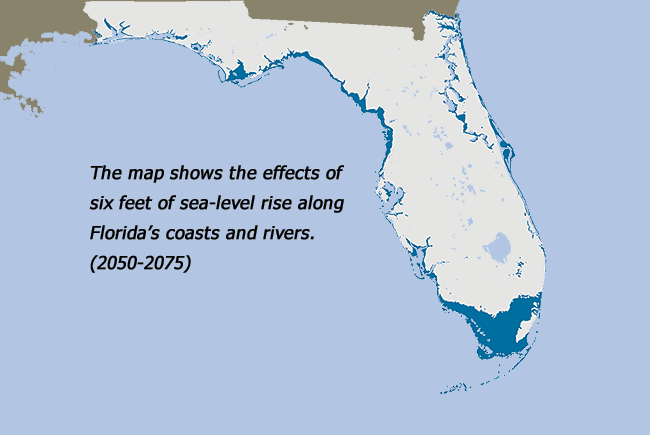 The map shows the effects of
six feet of sea-level rise along
Florida's coasts and rivers.
(2050-2075)